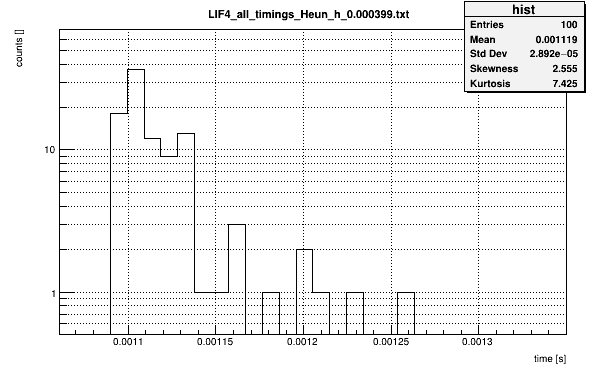 LIF4_all_timings_Heun_h_0.000399.txt
hist
Entries 100
Mean 0.001119
Std Dev 2.892e−05
Skewness 2.555
Kurtosis 7.425
counts []
10
1
0.0011 0.00115 0.0012 0.00125 0.0013
time [s]